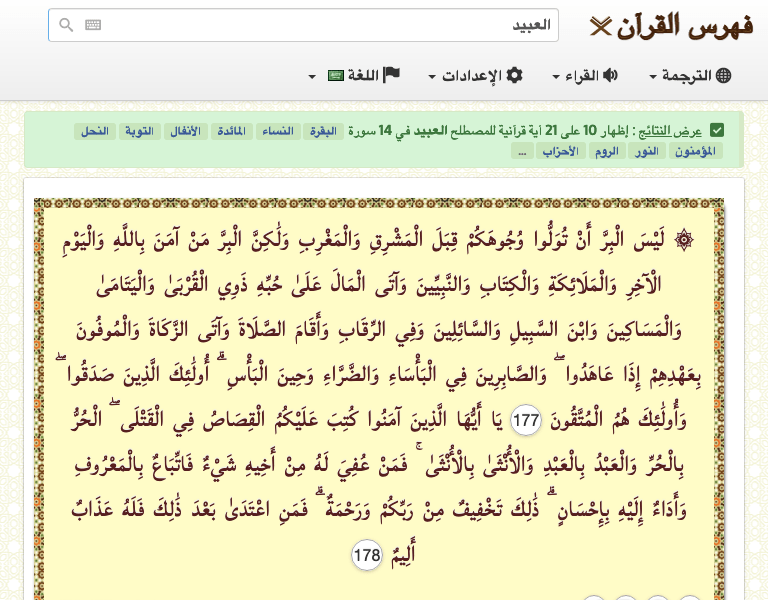 فهرس القرآن
العبيد
الترجمة القراء الإعدادات اللغة
عرض النتائج : إظهار 10 على 21 آية قرآنية للمصطلح العبيد في 14 سورة البقرة النساء المائدة الأنفال التوبة النحل
المؤمنون النور الروم الأحزاب ...
۞ لَيْسَ الْبِرَّ أَنْ تُوَلُّوا وُجُوهَكُمْ قِبَلَ الْمَشْرِقِ وَالْمَغْرِبِ وَلَٰكِنَّ الْبِرَّ مَنْ آمَنَ بِاللَّهِ وَالْيَوْمِ
الْآخِرِ وَالْمَلَائِكَةِ وَالْكِتَابِ وَالنَّبِيِّينَ وَآتَى الْمَالَ عَلَىٰ حُبِّهِ ذَوِي الْقُرْبَىٰ وَالْيَتَامَىٰ
وَالْمَسَاكِينَ وَابْنَ السَّبِيلِ وَالسَّائِلِينَ وَفِي الرِّقَابِ وَأَقَامَ الصَّلَاةَ وَآتَى الزَّكَاةَ وَالْمُوفُونَ
بِعَهْدِهِمْ إِذَا عَاهَدُوا ۖ وَالصَّابِرِينَ فِي الْبَأْسَاءِ وَالضَّرَّاءِ وَحِينَ الْبَأْسِ ۗ أُولَٰئِكَ الَّذِينَ صَدَقُوا ۖ
وَأُولَٰئِكَ هُمُ الْمُتَّقُونَ 177 يَا أَيُّهَا الَّذِينَ آمَنُوا كُتِبَ عَلَيْكُمُ الْقِصَاصُ فِي الْقَتْلَى ۖ الْحُرُّ
بِالْحُرِّ وَالْعَبْدُ بِالْعَبْدِ وَالْأُنْثَىٰ بِالْأُنْثَىٰ ۚ فَمَنْ عُفِيَ لَهُ مِنْ أَخِيهِ شَيْءٌ فَاتِّبَاعٌ بِالْمَعْرُوفِ
وَأَدَاءٌ إِلَيْهِ بِإِحْسَانٍ ۗ ذَٰلِكَ تَخْفِيفٌ مِنْ رَبِّكُمْ وَرَحْمَةٌ ۗ فَمَنِ اعْتَدَىٰ بَعْدَ ذَٰلِكَ فَلَهُ عَذَابٌ
أَلِيمٌ 178